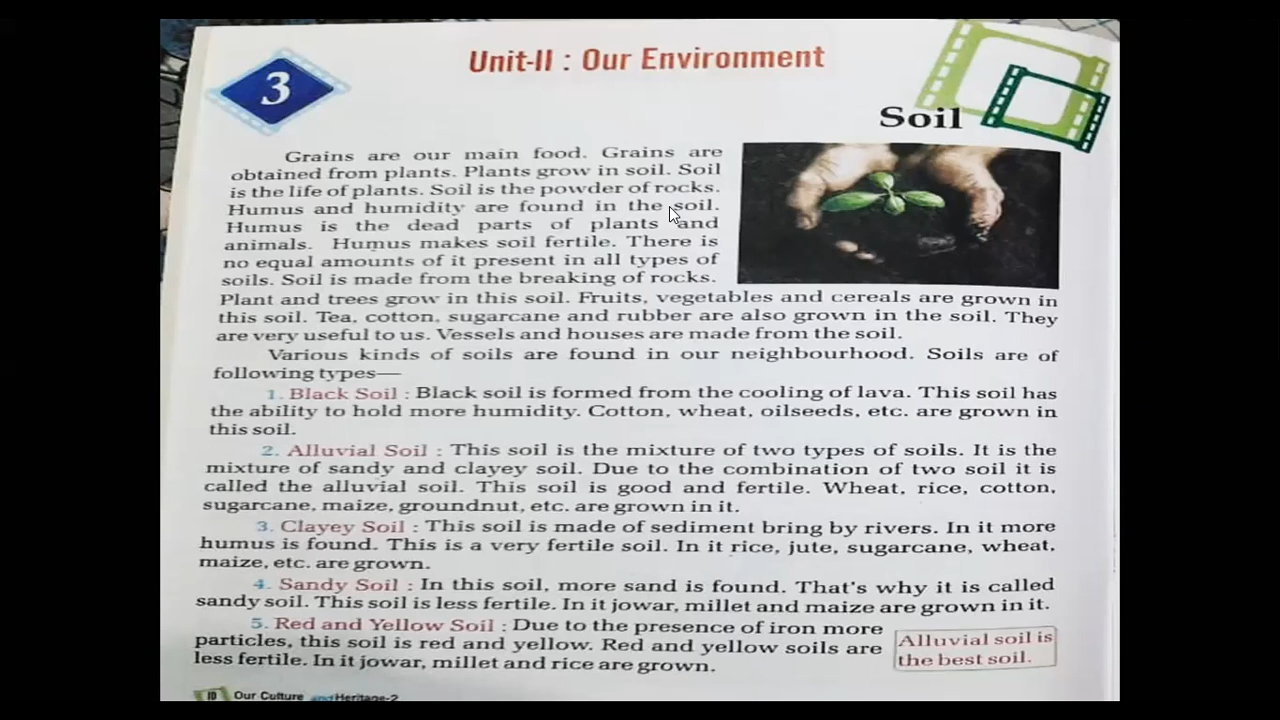 3
Unit-II : Our Environment
Soil
Grains are our main food. Grains are
obtained from plants. Plants grow in soil. Soil
is the life of plants. Soil is the powder of rocks.
Humus and humidity are found in the soil.
Humus is the dead parts of plants and
animals. Humus makes soil fertile. There is
no equal amounts of it present in all types of
soils. Soil is made from the breaking of rocks.
Plant and trees grow in this soil. Fruits, vegetables and cereals are grown in
this soil. Tea, cotton, sugarcane and rubber are also grown in the soil. They
are very useful to us. Vessels and houses are made from the soil.
Various kinds of soils are found in our neighbourhood. Soils are of
following types—
1. Black Soil : Black soil is formed from the cooling of lava. This soil has
the ability to hold more humidity. Cotton, wheat, oilseeds, etc. are grown in
this soil.
2. Alluvial Soil : This soil is the mixture of two types of soils. It is the
mixture of sandy and clayey soil. Due to the combination of two soil it is
called the alluvial soil. This soil is good and fertile. Wheat, rice, cotton,
sugarcane, maize, groundnut, etc. are grown in it.
3. Clayey Soil : This soil is made of sediment bring by rivers. In it more
humus is found. This is a very fertile soil. In it rice, jute, sugarcane, wheat,
maize, etc. are grown.
4. Sandy Soil : In this soil, more sand is found. That's why it is called
sandy soil. This soil is less fertile. In it jowar, millet and maize are grown in it.
5. Red and Yellow Soil : Due to the presence of iron more
particles, this soil is red and yellow. Red and yellow soils are
less fertile. In it jowar, millet and rice are grown.
Alluvial soil is
the best soil.
10 Our Culture and Heritage-2